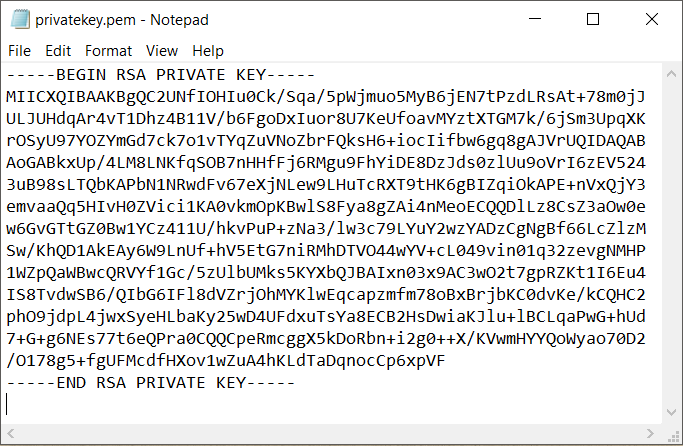 privatekey.pem - Notepad
File Edit Format View Help
-----BEGIN RSA PRIVATE KEY-----
MIICXQIBAAKBgQC2UNfIOHIu0Ck/Sqa/5pWjmuo5MyB6jEN7tPzdLRsAt+78m0jJ
ULJUHdqAr4vT1Dhz4B11V/b6FgoDxIuor8U7KeUfoavMYztXTGM7k/6jSm3UpqXK
rOSyU97YOZYmGd7ck7o1vTYqZuVNoZbrFQksH6+iocIifbw6gq8gAJVrUQIDAQAB
AoGABkxUp/4LM8LNKfqSOB7nHHfFj6RMgu9FhYiDE8DzJds0zlUu9oVrI6zEV524
3uB98sLTQbKAPbN1NRwdFv67eXjNLew9LHuTcRXT9tHK6gBIZqiOkAPE+nVxQjY3
emvaaQq5HIvH0ZVici1KA0vkmOpKBwlS8Fya8gZAi4nMeoECQQDlLz8CsZ3aOw0e
w6GvGTtGZ0Bw1YCz411U/hkvPuP+zNa3/lw3c79LYuY2wzYADzCgNgBf66LcZlzM
Sw/KhQD1AkEAy6W9LnUf+hV5EtG7niRMhDTVO44wYV+cL049vin01q32zevgNMHP
1WZpQaWBwcQRVYf1Gc/5zUlbUMks5KYXbQJBAIxn03x9AC3wO2t7gpRZKt1I6Eu4
IS8TvdwSB6/QIbG6IFl8dVZrjOhMYKlwEqcapzmfm78oBxBrjbKC0dvKe/kCQHC2
phO9jdpL4jwxSyeHLbaKy25wD4UFdxuTsYa8ECB2HsDwiaKJlu+lBCLqaPwG+hUd
7+G+g6NEs77t6eQPra0CQQCpeRmcggX5kDoRbn+i2g0++X/KVwmHYYQoWyao70D2
/O178g5+fgUFMcdfHXov1wZuA4hKLdTaDqnocCp6xpVF
-----END RSA PRIVATE KEY-----